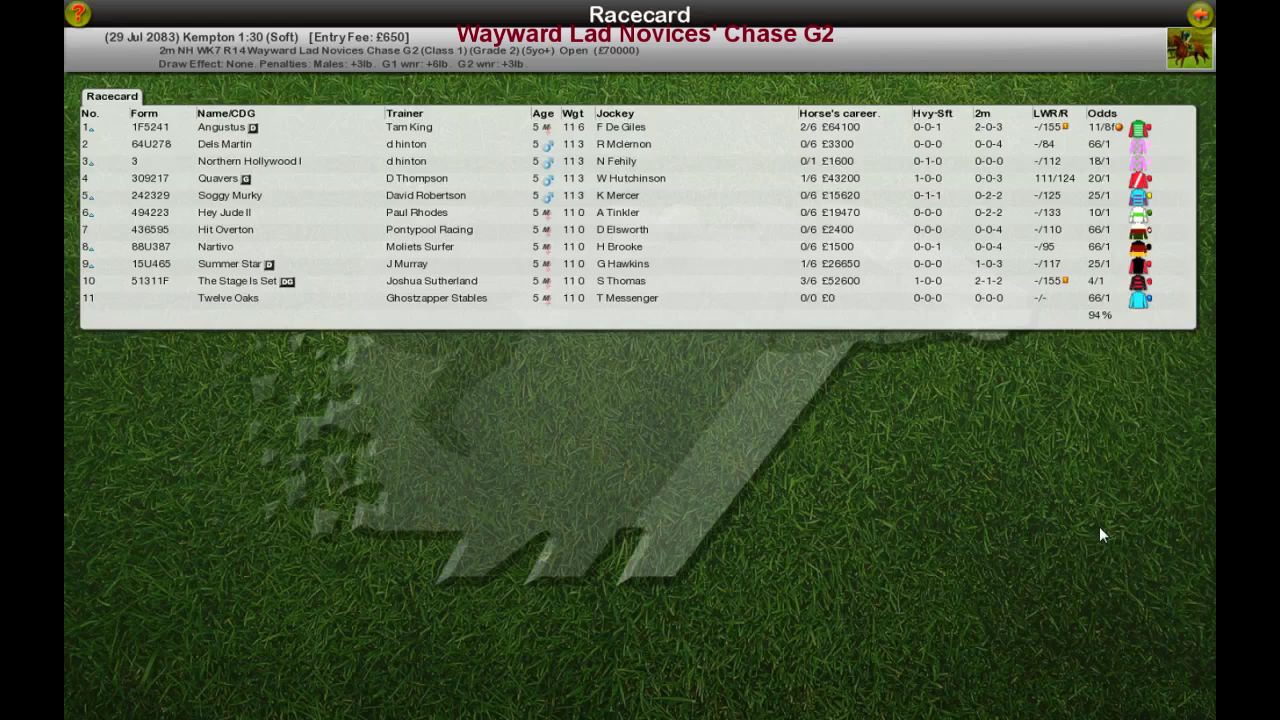 Racecard
Wayward Lad Novices' Chase G2
(29 Jul 2083) Kempton 1:30 (Soft) [Entry Fee: £650]
2m NH WK7 R14 Wayward Lad Novices Chase G2 (Class 1) (Grade 2) (5yo+) Open (£70000)
Draw Effect: None. Penalties: Males: +3lb. G1 wnr: +6lb. G2 wnr: +3lb.
Racecard
No. Form Name/CDG Trainer Age Wgt Jockey Horse's career. Hvy-Sft 2m LWR/R Odds
1 1F5241 Angustus D Tam King 5 11 6 F De Giles 2/6 £64100 0-0-1 2-0-3 -/155 11/8f
2 64U278 Dels Martin d hinton 5 11 3 R Mclernon 0/6 £3300 0-0-0 0-0-4 -/84 66/1
3 3 Northern Hollywood I d hinton 5 11 3 N Fehily 0/1 £1600 0-1-0 0-0-0 -/112 18/1
4 309217 Quavers G D Thompson 5 11 3 W Hutchinson 1/6 £43200 1-0-0 0-0-3 111/124 20/1
5 242329 Soggy Murky David Robertson 5 11 3 K Mercer 0/6 £15620 0-1-1 0-2-2 -/125 25/1
6 494223 Hey Jude II Paul Rhodes 5 11 0 A Tinkler 0/6 £19470 0-0-0 0-2-2 -/133 10/1
7 436595 Hit Overton Pontypool Racing 5 11 0 D Elsworth 0/6 £2400 0-0-0 0-0-4 -/110 66/1
8 88U387 Nartivo Moliets Surfer 5 11 0 H Brooke 0/6 £1500 0-0-1 0-0-4 -/95 66/1
9 15U465 Summer Star D J Murray 5 11 0 G Hawkins 1/6 £26650 0-0-0 1-0-3 -/117 25/1
10 51311F The Stage Is Set DG Joshua Sutherland 5 11 0 S Thomas 3/6 £52600 1-0-0 2-1-2 -/155 4/1
11 Twelve Oaks Ghostzapper Stables 5 11 0 T Messenger 0/0 £0 0-0-0 0-0-0 -/- 66/1
94%